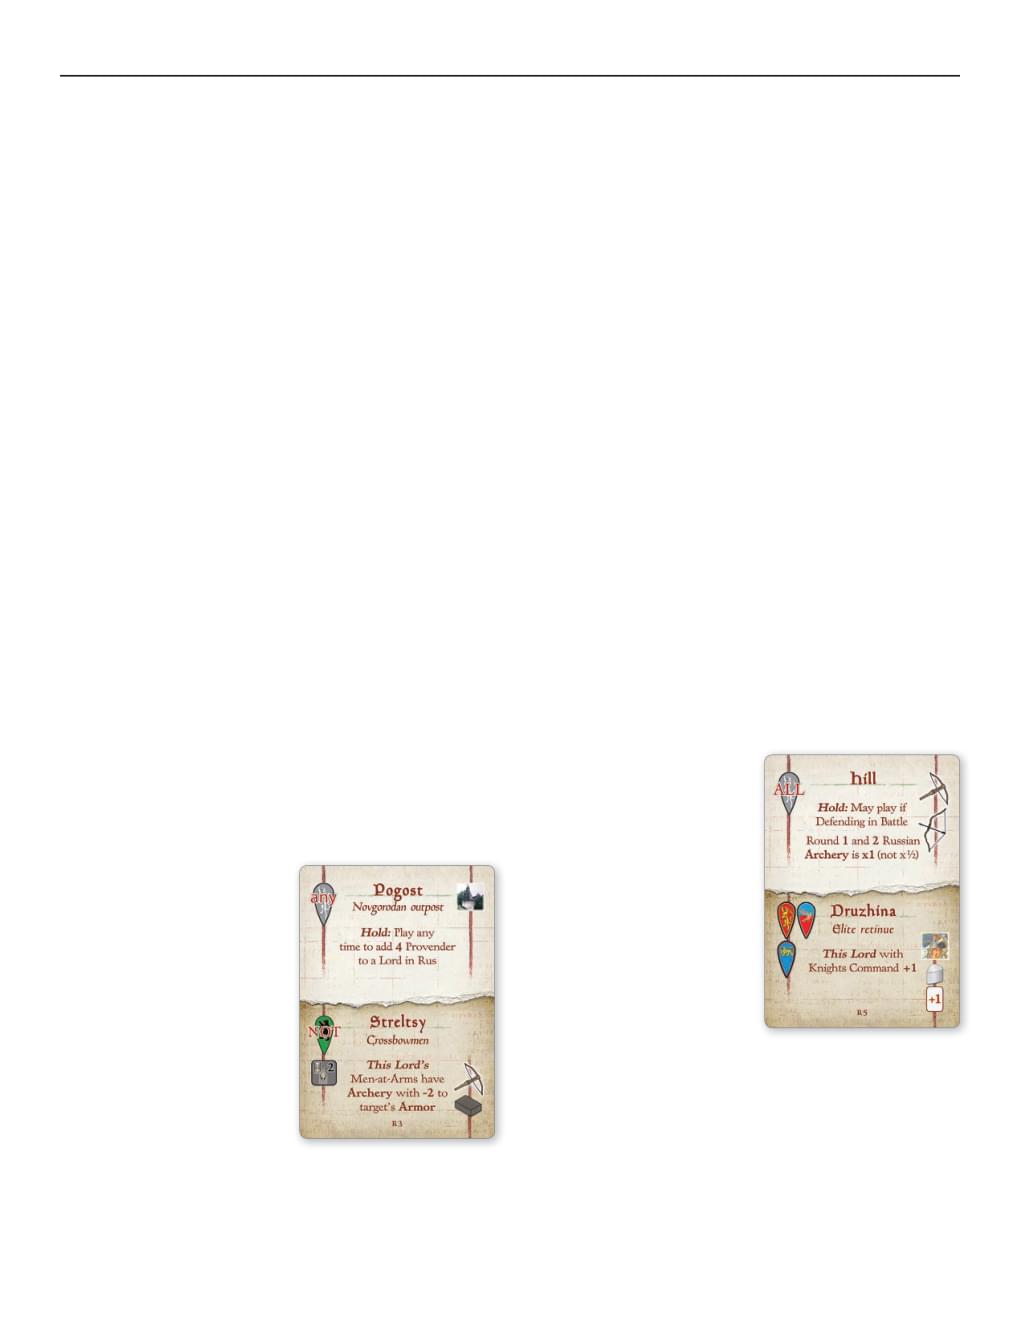 any
Pogost
Novgorodan outpost
Hold: Play any
time to add 4 Provender
to a Lord in Rus
NOT
Streltsy
Crossbowmen
2
This Lord's
Men-at-Arms have
Archery with -2 to
target's Armor
R3
ALL
Hill
Hold: May play if
Defending in Battle
Round 1 and 2 Russian
Archery is x1 (not x½)
Druzhina
Elite retinue
This Lord with
Knights Command +1
+1
R5